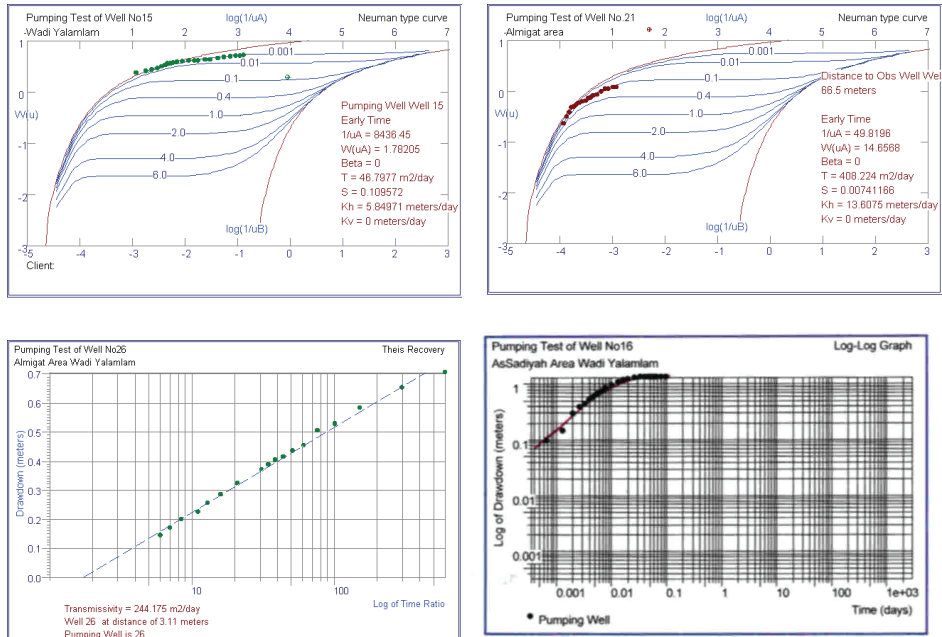 Pumping Test of Well No15 log(1/uA) Neuman type curve
-Wadi Yalamlam
0 1 2 3 4 5 6 7
1
0
-1
-2
-3
W(u)
0.001
0.01
0.1
0.4
1.0
2.0
4.0
6.0
Pumping Well Well 15
Early Time
1/uA = 8436.45
W(uA) = 1.78205
Beta = 0
T = 46.7977 m2/day
S = 0.109572
Kh = 5.84971 meters/day
Kv = 0 meters/day
log(1/uB)
-5 -4 -3 -2 -1 0 1 2 3
Client:
Pumping Test of Well No.21 log(1/uA) Neuman type curve
-Almigat area
0 1 2 3 4 5 6 7
1
0
-1
-2
-3
W(u)
0.001
0.01
0.1
0.4
1.0
2.0
4.0
6.0
Distance to Obs Well Well
66.5 meters
Early Time
1/uA = 49.8196
W(uA) = 14.6568
Beta = 0
T = 408.224 m2/day
S = 0.00741166
Kh = 13.6075 meters/day
Kv = 0 meters/day
log(1/uB)
-5 -4 -3 -2 -1 0 1 2 3
Pumping Test of Well No26 Theis Recovery
Almigat Area Wadi Yalamlam
0.7
0.6
0.5
0.4
0.3
0.2
0.1
0.0
Drawdown (meters)
10 100
Log of Time Ratio
Transmissivity = 244.175 m2/day
Well 26 at distance of 3.11 meters
Pumping Well is 26
Pumping Test of Well No16 Log-Log Graph
AsSadiyah Area Wadi Yalamlam
1
0.1
0.01
0.001
Log of Drawdown (meters)
0.001 0.01 0.1 1 10 100 1e+03
Time (days)
Pumping Well